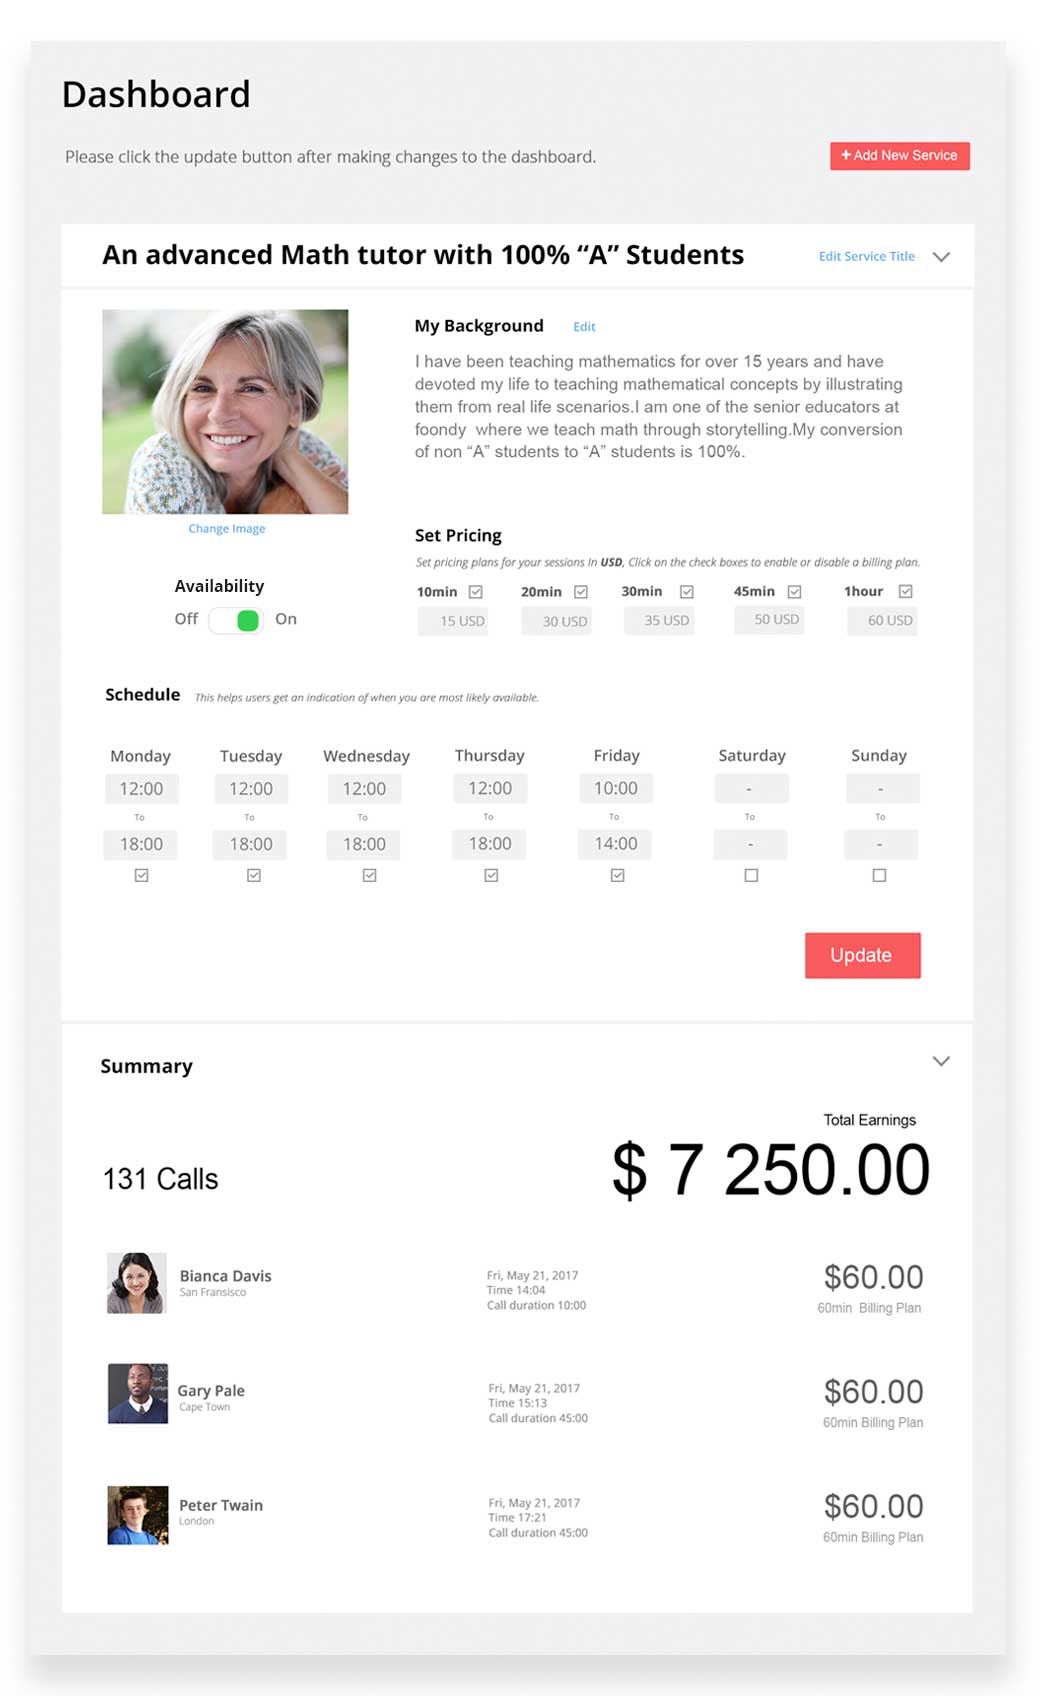 Dashboard
Please click the update button after making changes to the dashboard.
+ Add New Service
An advanced Math tutor with 100% “A” Students
Edit Service Title
My Background
Edit
I have been teaching mathematics for over 15 years and have
devoted my life to teaching mathematical concepts by illustrating
them from real life scenarios.I am one of the senior educators at
foondy where we teach math through storytelling.My conversion
of non “A” students to “A” students is 100%.
Change Image
Set Pricing
Set pricing plans for your sessions In USD, Click on the check boxes to enable or disable a billing plan.
Availability
Off On
10min 20min 30min 45min 1hour
15 USD 30 USD 35 USD 50 USD 60 USD
Schedule
This helps users get an indication of when you are most likely available.
Monday Tuesday Wednesday Thursday Friday Saturday Sunday
12:00 12:00 12:00 12:00 10:00 - -
To To To To To To To
18:00 18:00 18:00 18:00 14:00 - -
Update
Summary
Total Earnings
131 Calls
$ 7 250.00
Bianca Davis
San Fransisco
Fri, May 21, 2017
Time 14:04
Call duration 10:00
$60.00
60min Billing Plan
Gary Pale
Cape Town
Fri, May 21, 2017
Time 15:13
Call duration 45:00
$60.00
60min Billing Plan
Peter Twain
London
Fri, May 21, 2017
Time 17:21
Call duration 45:00
$60.00
60min Billing Plan